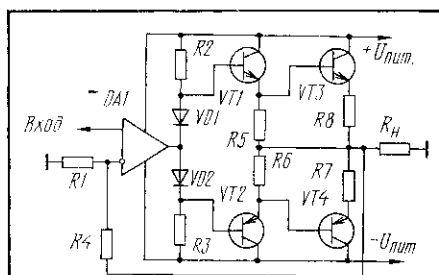 R2
VT1
VT3
+Uпит.
DA1
VD1
R5
R8
Rн
Вход
R1
VD2
R6
R7
R4
VT2
VT4
R3
-Uпит